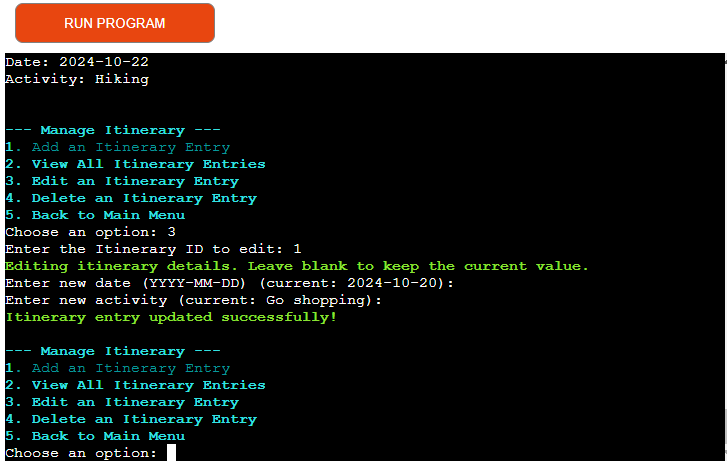 RUN PROGRAM
Date: 2024-10-22
Activity: Hiking
--- Manage Itinerary ---
1. Add an Itinerary Entry
2. View All Itinerary Entries
3. Edit an Itinerary Entry
4. Delete an Itinerary Entry
5. Back to Main Menu
Choose an option: 3
Enter the Itinerary ID to edit: 1
Editing itinerary details. Leave blank to keep the current value.
Enter new date (YYYY-MM-DD) (current: 2024-10-20):
Enter new activity (current: Go shopping):
Itinerary entry updated successfully!
--- Manage Itinerary ---
1. Add an Itinerary Entry
2. View All Itinerary Entries
3. Edit an Itinerary Entry
4. Delete an Itinerary Entry
5. Back to Main Menu
Choose an option: